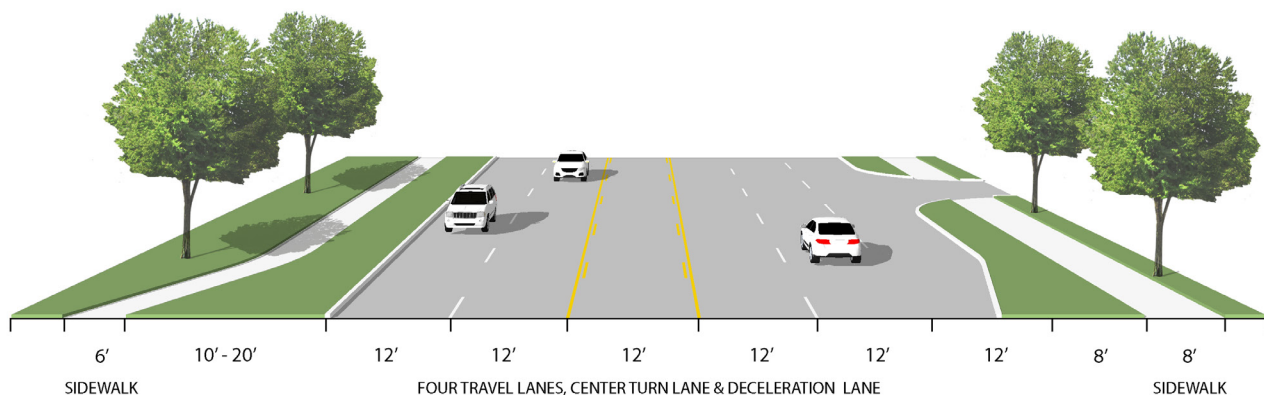 6’ 10’ - 20’ 12’ 12’ 12’ 12’ 12’ 12’ 8’ 8’
SIDEWALK FOUR TRAVEL LANES, CENTER TURN LANE & DECELERATION LANE SIDEWALK